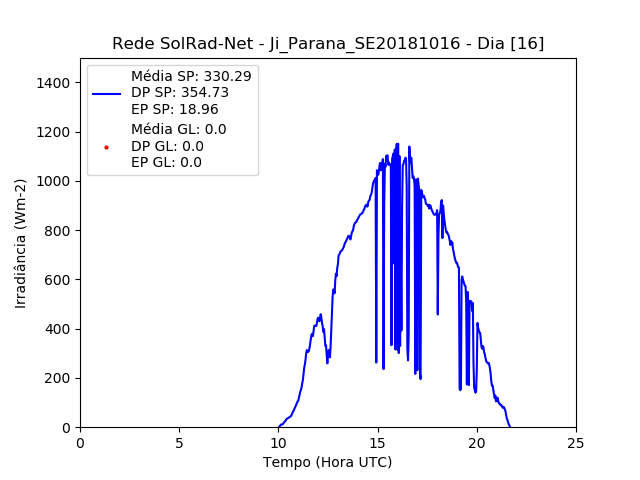 Rede SolRad-Net - Ji_Parana_SE20181016 - Dia [16]
Média SP: 330.29
DP SP: 354.73
EP SP: 18.96
Média GL: 0.0
DP GL: 0.0
EP GL: 0.0
Irradiância (Wm-2)
1400
1200
1000
800
600
400
200
0
0 5 10 15 20 25
Tempo (Hora UTC)